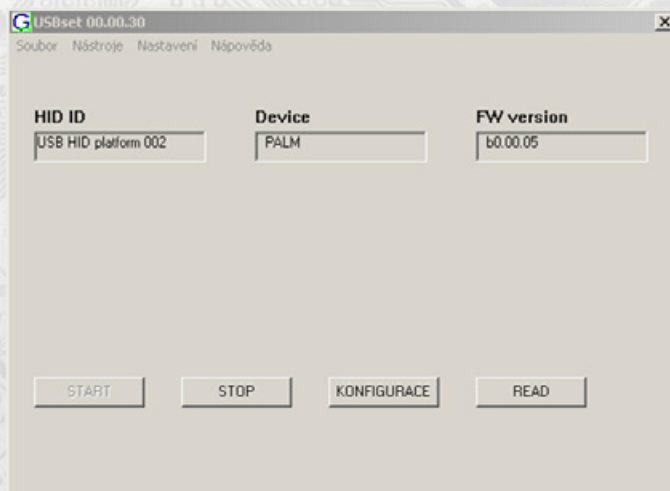 USBset 00.00.30
Soubor Nástroje Nastavení Nápověda
HID ID Device FW version
USB HID platform 002 PALM b0.00.05
START STOP KONFIGURACE READ